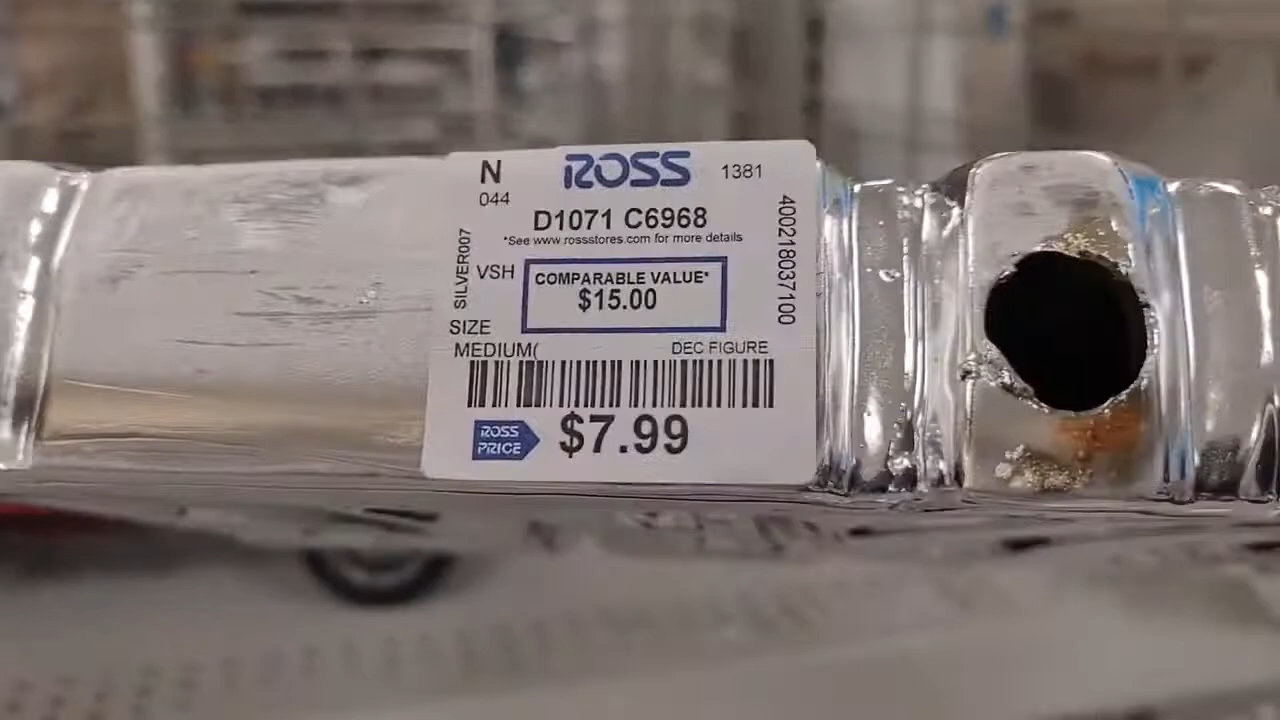 N
ROSS
1381
044
D1071 C6968
*See www.rossstores.com for more details
SILVER007
VSH
COMPARABLE VALUE*
$15.00
400218037100
SIZE
MEDIUM(
DEC FIGURE
ROSS
PRICE
$7.99